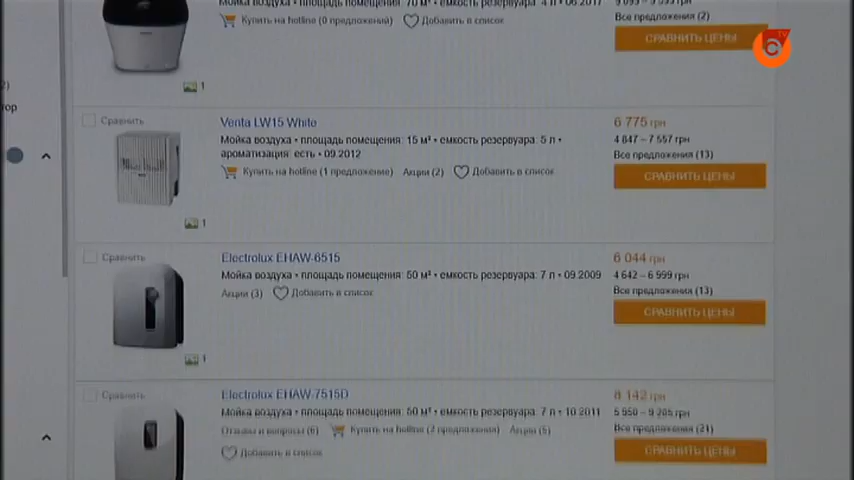 Мойка воздуха • площадь помещения: 70 м² • емкость резервуара: 4 л • 06.2017
Купить на hotline (0 предложений) Добавить в список
Все предложения (2)
СРАВНИТЬ ЦЕНЫ
TV
1
тор
Сравнить
Venta LW15 White
6 775 грн
Мойка воздуха • площадь помещения: 15 м² • емкость резервуара: 5 л •
ароматизация: есть • 09.2012
4 847 – 7 557 грн
Все предложения (13)
Купить на hotline (1 предложение) Акции (2) Добавить в список
СРАВНИТЬ ЦЕНЫ
1
Сравнить
Electrolux EHAW-6515
6 044 грн
Мойка воздуха • площадь помещения: 50 м² • емкость резервуара: 7 л • 09.2009
4 642 – 6 999 грн
Акции (3) Добавить в список
Все предложения (13)
СРАВНИТЬ ЦЕНЫ
1
Сравнить
Electrolux EHAW-7515D
8 142 грн
Мойка воздуха • площадь помещения: 50 м² • емкость резервуара: 7 л • 10.2011
5 950 – 9 205 грн
Отзывы и вопросы (6) Купить на hotline (2 предложения) Акции (5)
Все предложения (21)
Добавить в список
СРАВНИТЬ ЦЕНЫ